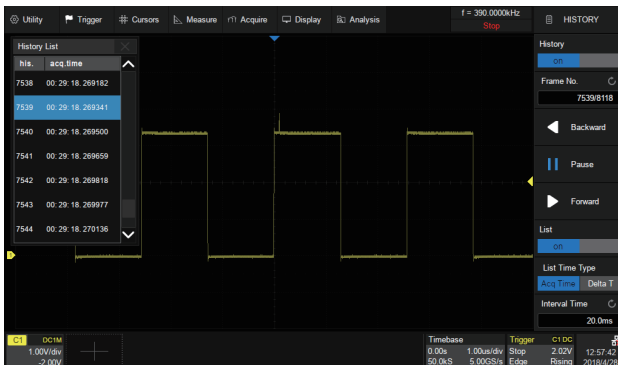 Utility Trigger Cursors Measure Acquire Display Analysis f = 390.0000kHz HISTORY
Stop
History List
his. acq.time
7538 00:29:18.269182
7539 00:29:18.269341
7540 00:29:18.269500
7541 00:29:18.269659
7542 00:29:18.269818
7543 00:29:18.269977
7544 00:29:18.270136
History
on
Frame No.
7539/8118
Backward
Pause
Forward
List
on
List Time Type
Acq Time Delta T
Interval Time
20.0ms
C1 DC1M
1.00V/div
-2.00V
Timebase
0.00s 1.00us/div
50.0kS 5.00GS/s
Trigger C1 DC
Stop 2.02V
Edge Rising
12:57:42
2018/4/28